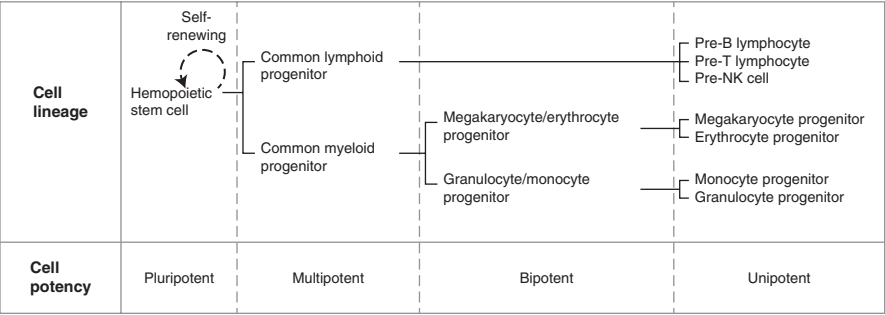 Self-
renewing
Cell
lineage
Hemopoietic
stem cell
Common lymphoid
progenitor
Common myeloid
progenitor
Megakaryocyte/erythrocyte
progenitor
Granulocyte/monocyte
progenitor
Pre-B lymphocyte
Pre-T lymphocyte
Pre-NK cell
Megakaryocyte progenitor
Erythrocyte progenitor
Monocyte progenitor
Granulocyte progenitor
Cell
potency
Pluripotent
Multipotent
Bipotent
Unipotent